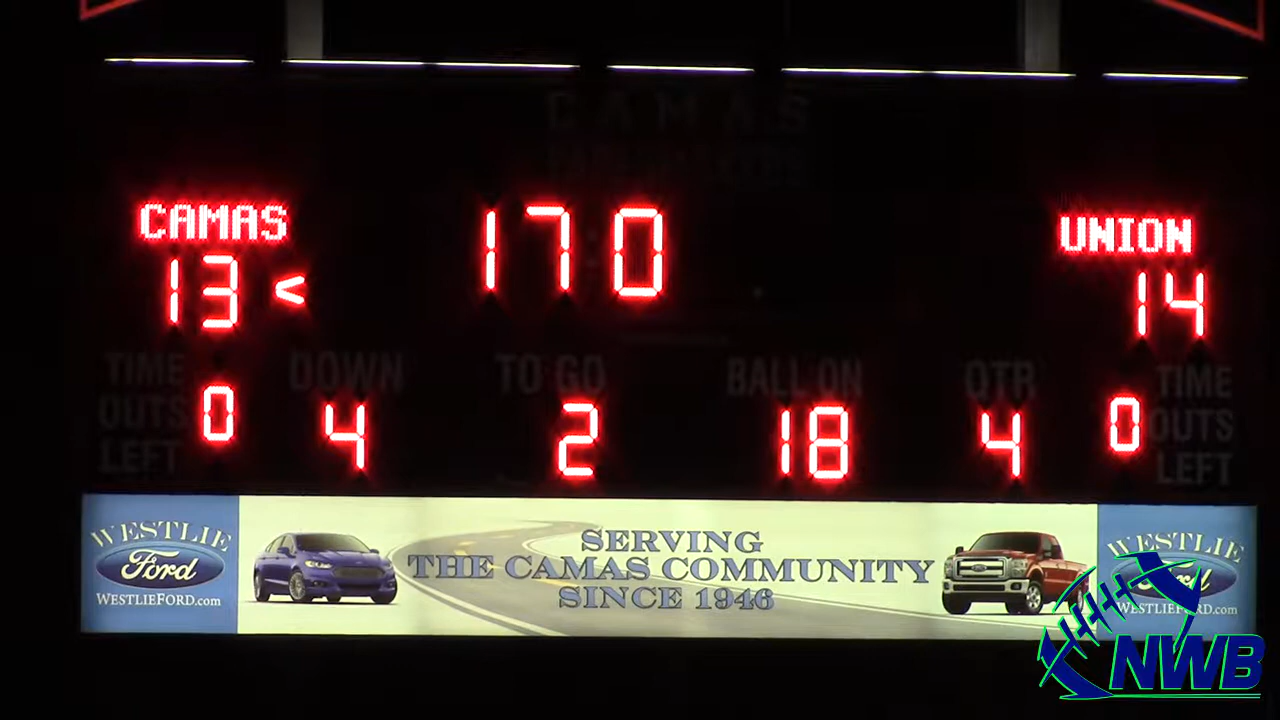 CAMAS
CAMAS 170 UNION
13 < 14
TIME OUTS LEFT 0
DOWN 4
TO GO 2
BALL ON 18
QTR 4
0 TIME OUTS LEFT
WESTLIE
Ford
WESTLIEFORD.com
SERVING
THE CAMAS COMMUNITY
SINCE 1946
WESTLIE
Ford
WESTLIEFORD.com
NWB